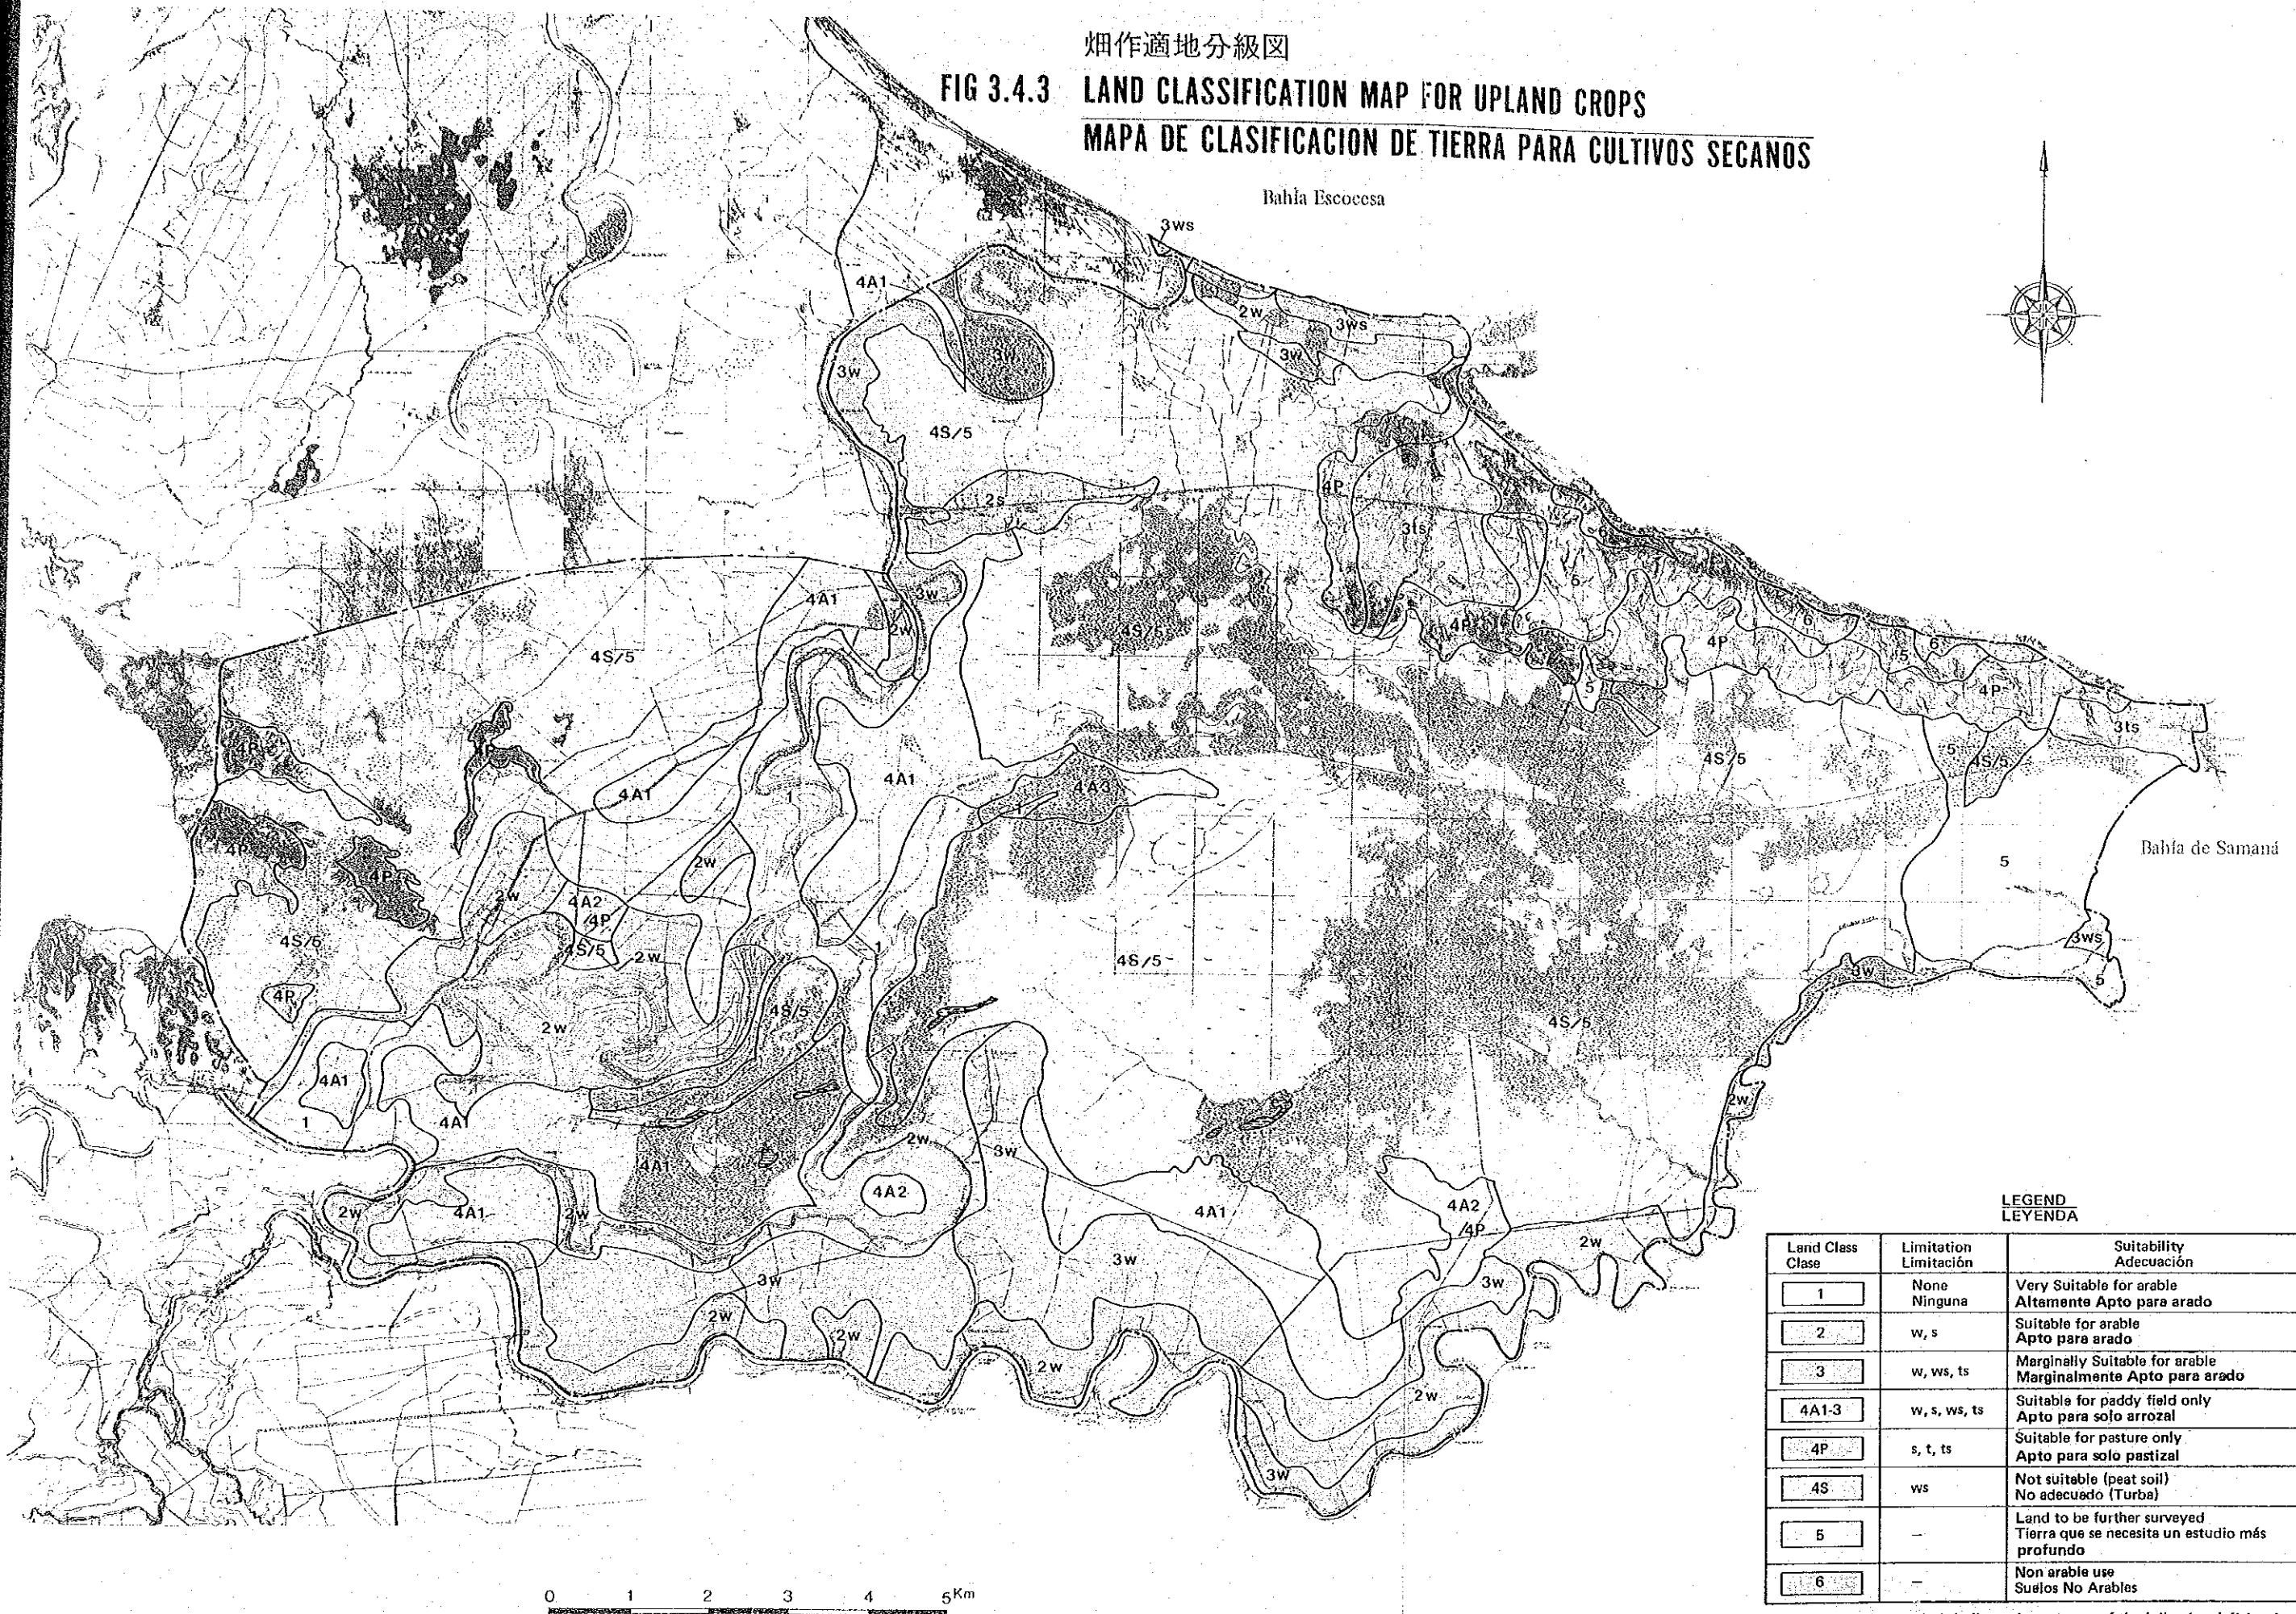 畑作適地分級図
FIG 3.4.3 LAND CLASSIFICATION MAP FOR UPLAND CROPS
MAPA DE CLASIFICACION DE TIERRA PARA CULTIVOS SECANOS
Bahía Escocesa
3ws
4A1
2w
3ws
3w
3w
3w
4S/5
4P
2s
3ts
6
5
4A1
3w
2w
4S/5
4P
4S/5
4P
6
5
6
5
4P
3ts
4P
4P
4A1
4A1
1
4A3
1
4S/5
5
4S/5
Bahía de Samaná
4P
4P
2w
2w
4A2
/4P
4S/5
2w
1
4S/5
5
3ws
4S/5
4P
2w
4S/5
4S/5
3w
5
4A1
1
4A1
2w
3w
2w
4A1
4A2
4A1
4A2
/4P
2w
4A1
2w
2w
3w
3w
3w
2w
2w
2w
2w
2w
3w
LEGEND
LEYENDA
Land Class Limitation Suitability
Clase Limitación Adecuación
1 None Very Suitable for arable
Ninguna Altamente Apto para arado
2 w, s Suitable for arable
Apto para arado
3 w, ws, ts Marginally Suitable for arable
Marginalmente Apto para arado
4A1-3 w, s, ws, ts Suitable for paddy field only
Apto para solo arrozal
4P s, t, ts Suitable for pasture only
Apto para solo pastizal
4S ws Not suitable (peat soil)
No adecuado (Turba)
5 – Land to be further surveyed
Tierra que se necesita un estudio más
profundo
6 – Non arable use
Suelos No Arables
0 1 2 3 4 5Km